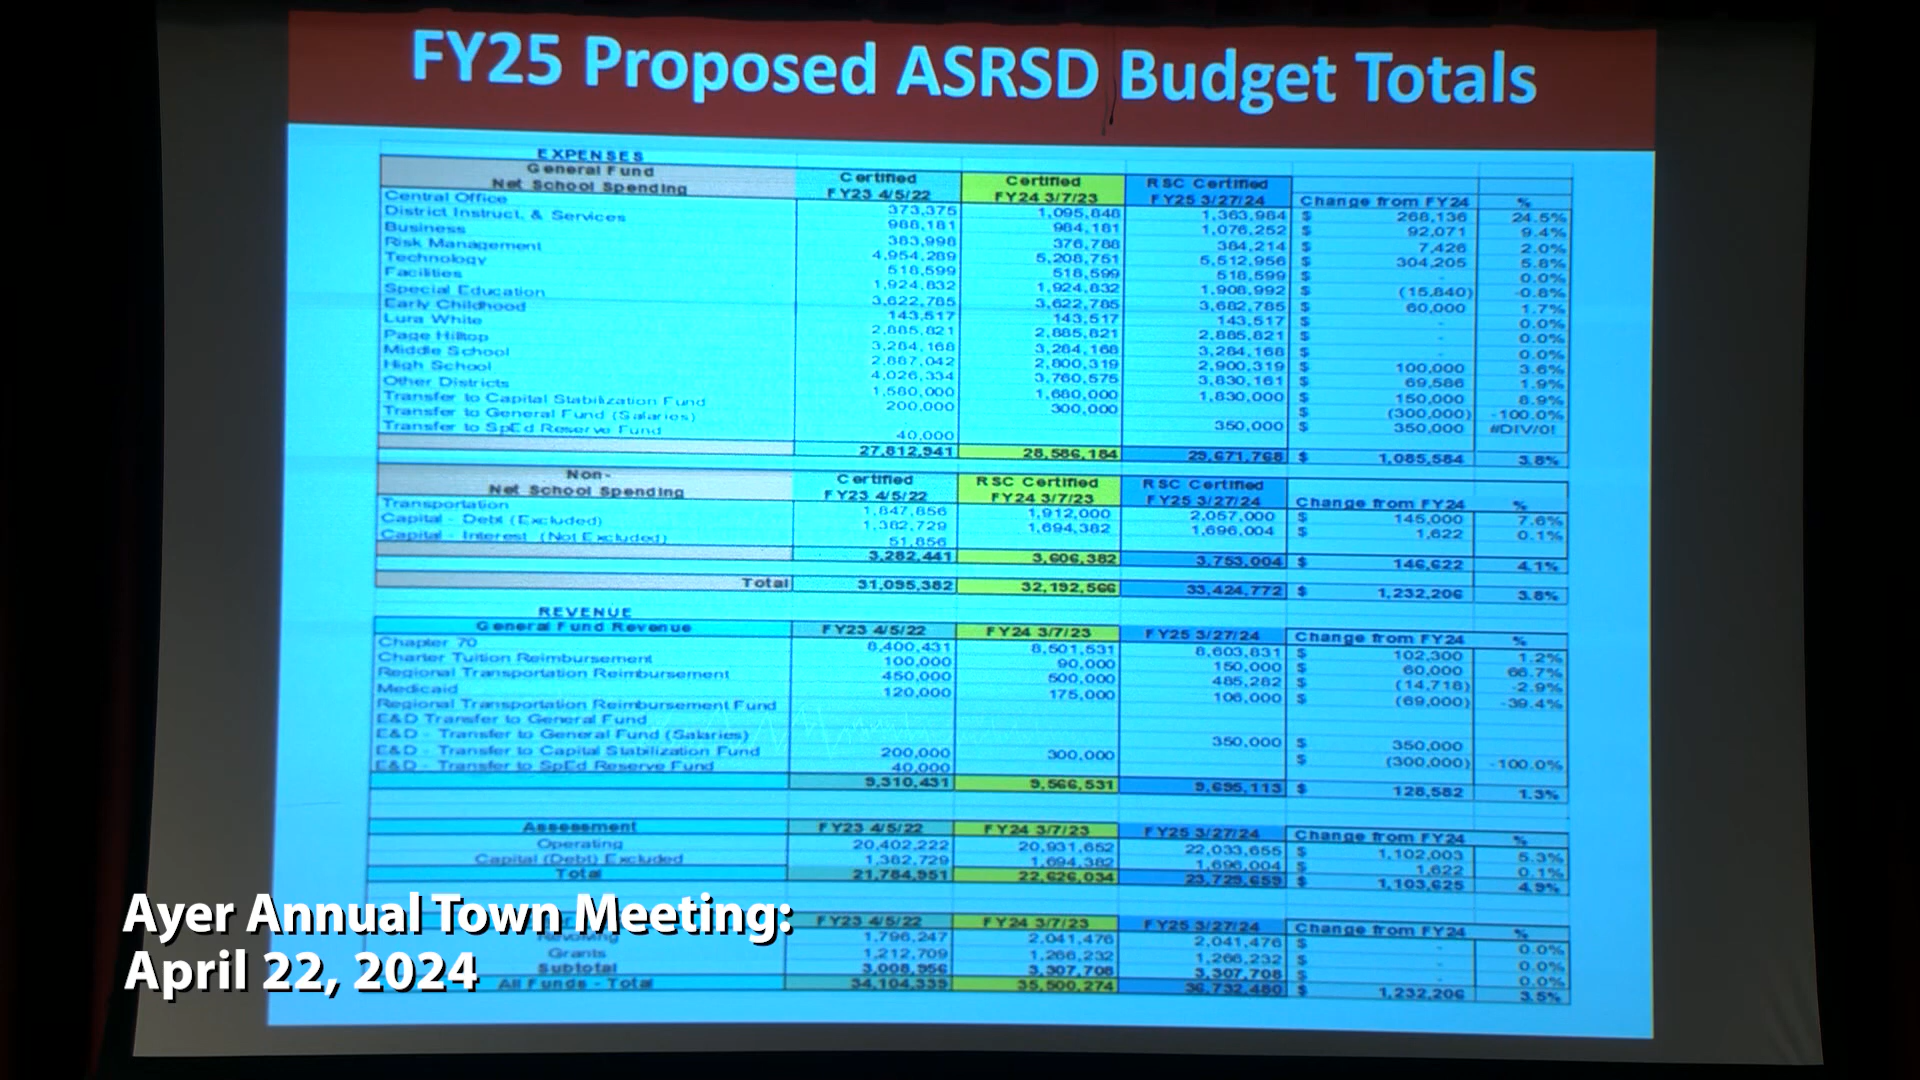 FY25 Proposed ASRSD Budget Totals
EXPENSES
General Fund
Net School Spending Certified FY23 4/5/22 Certified FY24 3/7/23 RSC Certified FY25 3/27/24 Change from FY24 %
Central Office 373,375 1,095,848 1,363,984 $ 268,136 24.5%
District Instruct. & Services 988,181 984,181 1,076,252 $ 92,071 9.4%
Business 383,998 376,788 384,214 $ 7,426 2.0%
Risk Management 4,954,289 5,208,751 5,512,956 $ 304,205 5.8%
Technology 518,599 518,599 518,599 $ - 0.0%
Facilities 1,924,832 1,924,832 1,908,992 $ (15,840) -0.8%
Special Education 3,622,785 3,622,785 3,682,785 $ 60,000 1.7%
Early Childhood 143,517 143,517 143,517 $ - 0.0%
Lura White 2,885,821 2,885,821 2,885,821 $ - 0.0%
Page Hilltop 3,284,168 3,284,168 3,284,168 $ - 0.0%
Middle School 2,887,042 2,800,319 2,900,319 $ 100,000 3.6%
High School 4,026,334 3,760,575 3,830,161 $ 69,586 1.9%
Other Districts 1,580,000 1,680,000 1,830,000 $ 150,000 8.9%
Transfer to Capital Stabilization Fund 200,000 300,000 $ (300,000) -100.0%
Transfer to General Fund (Salaries) 350,000 $ 350,000 #DIV/0!
Transfer to SpEd Reserve Fund 40,000
27,812,941 28,586,184 29,671,768 $ 1,085,584 3.8%
Non-
Net School Spending Certified FY23 4/5/22 RSC Certified FY24 3/7/23 RSC Certified FY25 3/27/24 Change from FY24 %
Transportation 1,847,856 1,912,000 2,057,000 $ 145,000 7.6%
Capital - Debt (Excluded) 1,382,729 1,694,382 1,696,004 $ 1,622 0.1%
Capital - Interest (Not Excluded) 51,856
3,282,441 3,606,382 3,753,004 $ 146,622 4.1%
Total 31,095,382 32,192,566 33,424,772 $ 1,232,206 3.8%
REVENUE
General Fund Revenue FY23 4/5/22 FY24 3/7/23 FY25 3/27/24 Change from FY24 %
Chapter 70 8,400,431 8,501,531 8,603,831 $ 102,300 1.2%
Charter Tuition Reimbursement 100,000 90,000 150,000 $ 60,000 66.7%
Regional Transportation Reimbursement 450,000 500,000 485,282 $ (14,718) -2.9%
Medicaid 120,000 175,000 106,000 $ (69,000) -39.4%
Regional Transportation Reimbursement Fund
E&D Transfer to General Fund
E&D - Transfer to General Fund (Salaries) 350,000 $ 350,000
E&D - Transfer to Capital Stabilization Fund 200,000 300,000 $ (300,000) -100.0%
E&D - Transfer to SpEd Reserve Fund 40,000
9,310,431 9,566,531 9,695,113 $ 128,582 1.3%
Assessment FY23 4/5/22 FY24 3/7/23 FY25 3/27/24 Change from FY24 %
Operating 20,402,222 20,931,652 22,033,655 $ 1,102,003 5.3%
Capital (Debt) Excluded 1,382,729 1,694,382 1,696,004 $ 1,622 0.1%
Total 21,784,951 22,626,034 23,729,659 $ 1,103,625 4.9%
FY23 4/5/22 FY24 3/7/23 FY25 3/27/24 Change from FY24 %
Revolving 1,796,247 2,041,476 2,041,476 $ - 0.0%
Grants 1,212,709 1,266,232 1,266,232 $ - 0.0%
Subtotal 3,008,956 3,307,708 3,307,708 $ - 0.0%
All Funds - Total 34,104,339 35,500,274 36,732,480 $ 1,232,206 3.5%
Ayer Annual Town Meeting:
April 22, 2024